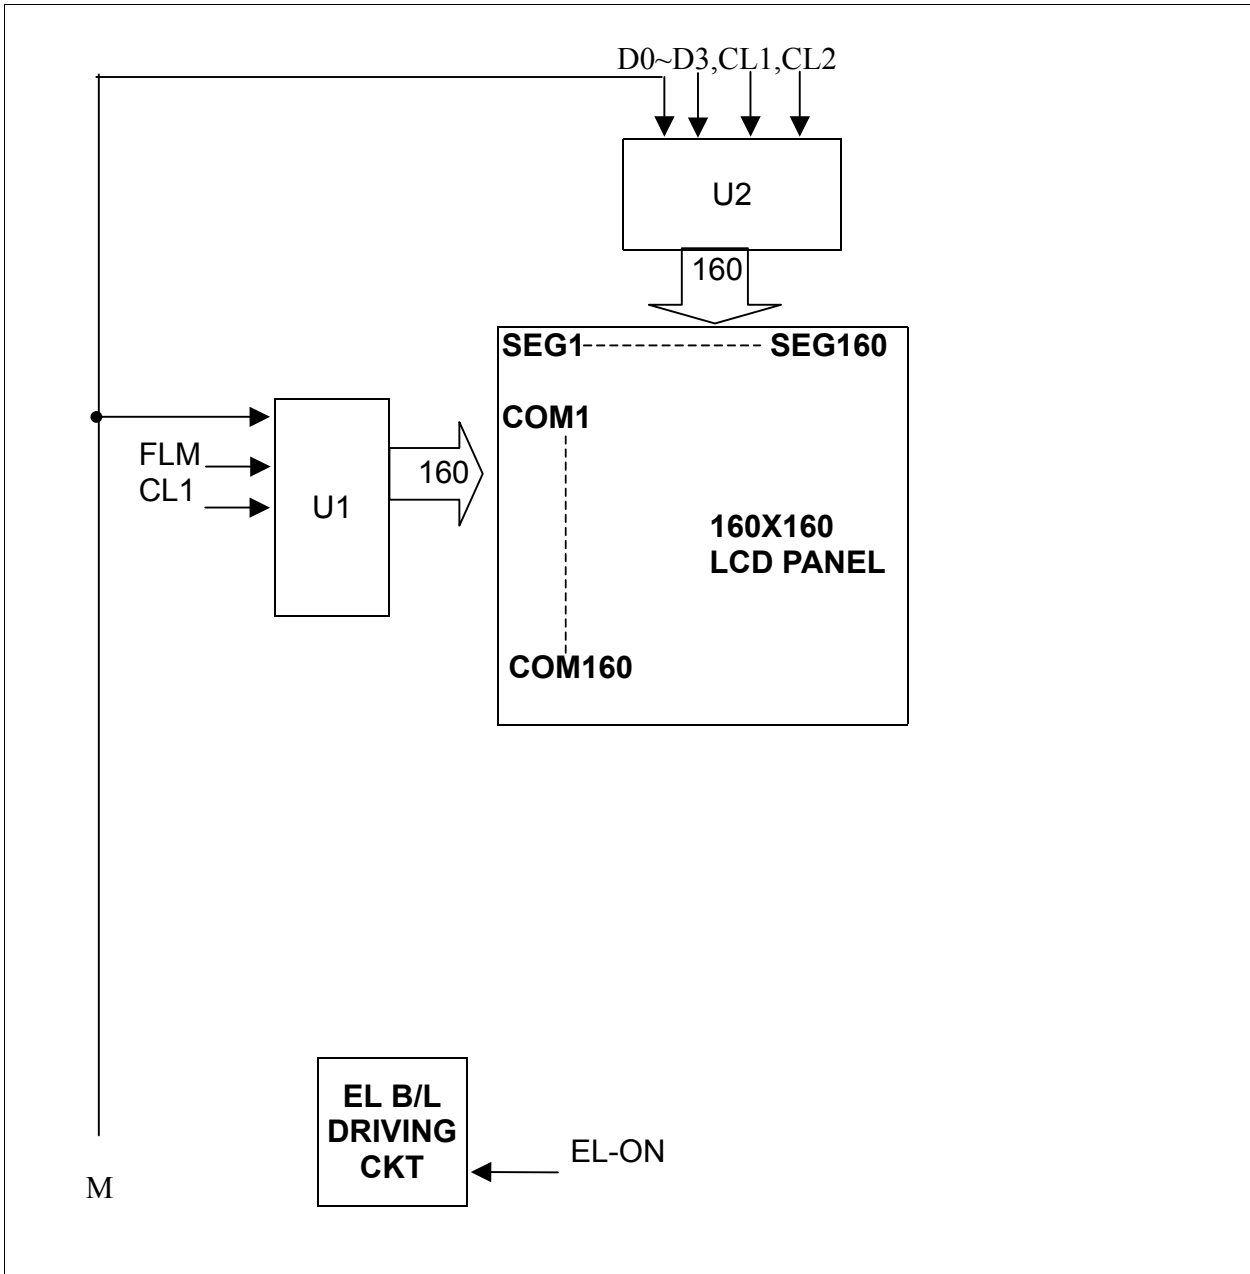 D0~D3,CL1,CL2
U2
160
SEG1 SEG160
COM1
FLM
CL1
U1
160
160X160
LCD PANEL
COM160
EL B/L
DRIVING
CKT
EL-ON
M